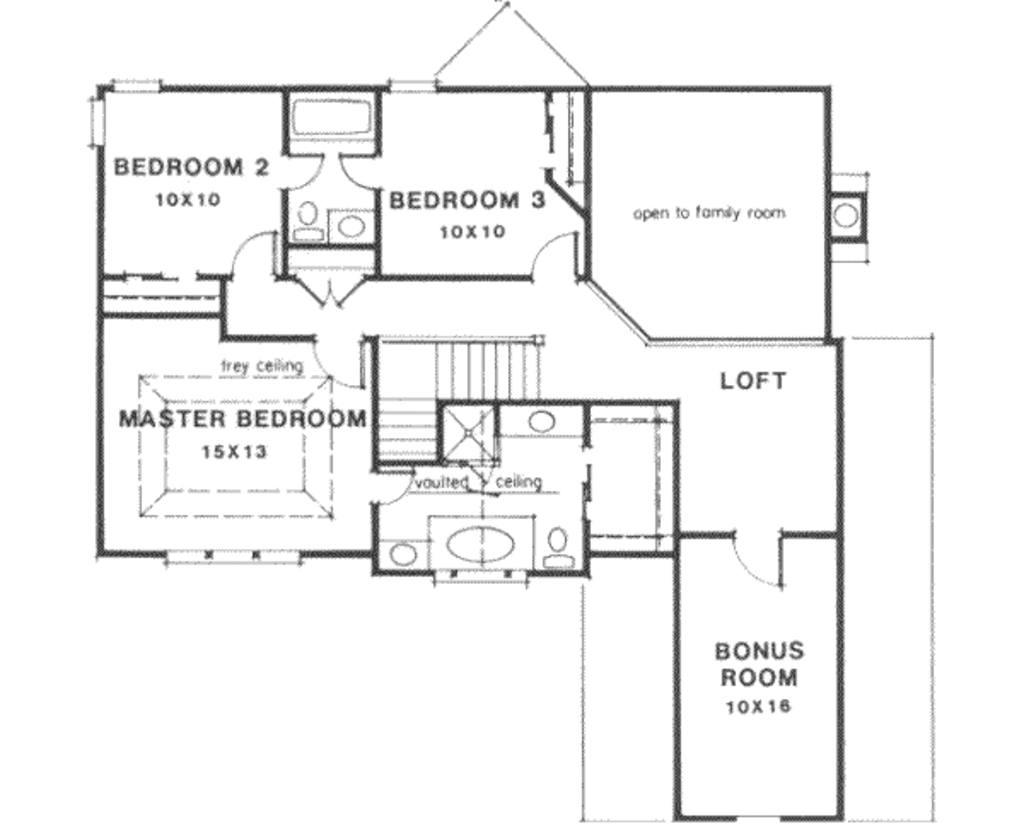 BEDROOM 2
10X10
BEDROOM 3
10X10
open to family room
trey ceiling
MASTER BEDROOM
15X13
LOFT
vaulted ceiling
BONUS
ROOM
10X16